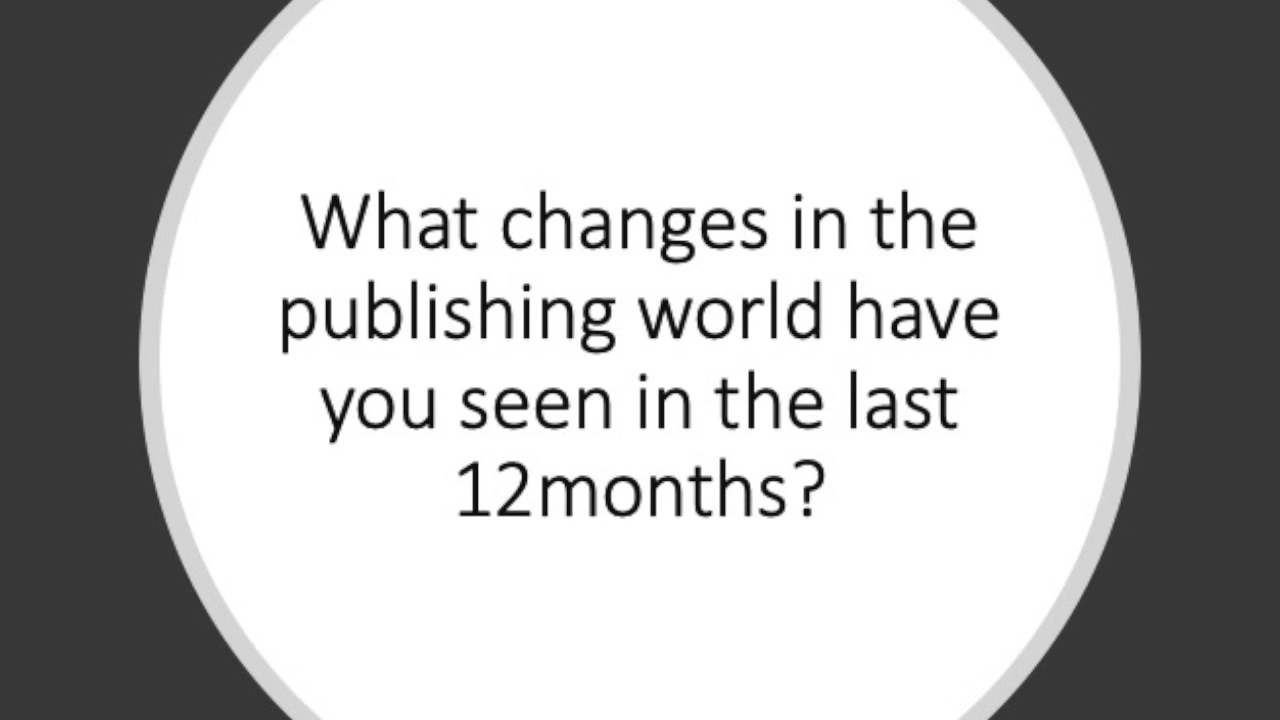 What changes in the
publishing world have
you seen in the last
12months?